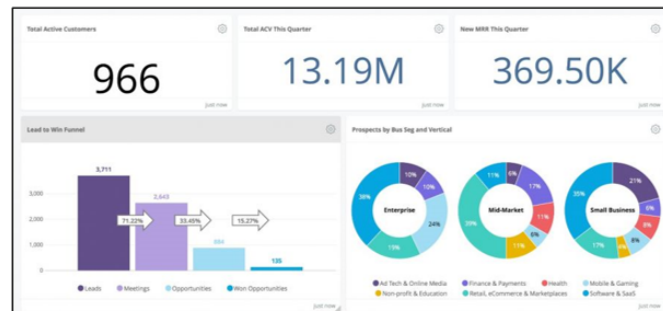 Total Active Customers
966
just now
Total ACV This Quarter
13.19M
just now
New MRR This Quarter
369.50K
just now
Lead to Win Funnel
3,711
2,643
884
135
71.22%
33.45%
15.27%
3,000
2,000
1,000
0
Leads
Meetings
Opportunities
Won Opportunities
just now
Prospects by Bus Seg and Vertical
Enterprise
10%
10%
24%
19%
36%
Mid-Market
6%
17%
11%
6%
11%
11%
Small Business
21%
6%
8%
8%
17%
35%
Ad Tech & Online Media
Finance & Payments
Health
Mobile & Gaming
Non-profit & Education
Retail, eCommerce & Marketplaces
Software & SaaS
just now